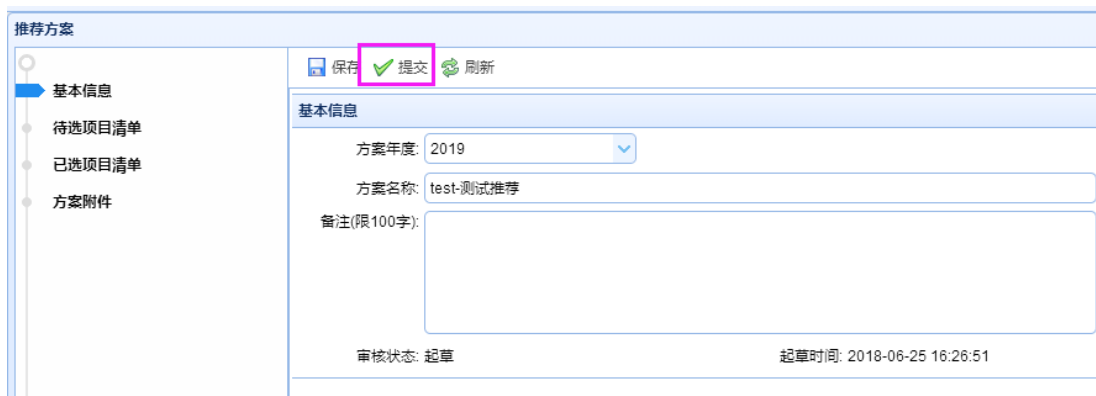 推荐方案
基本信息
待选项目清单
已选项目清单
方案附件
保存 提交 刷新
基本信息
方案年度: 2019
方案名称: test-测试推荐
备注(限100字):
审核状态: 起草 起草时间: 2018-06-25 16:26:51